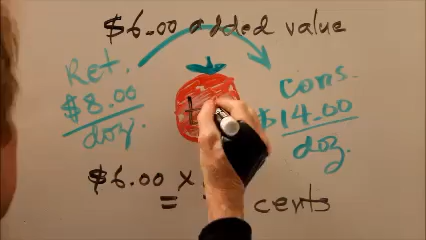 $6.00 added value
Ret.
$8.00
doz.
cons.
$14.00
doz.
t
$6.00 x
= cents